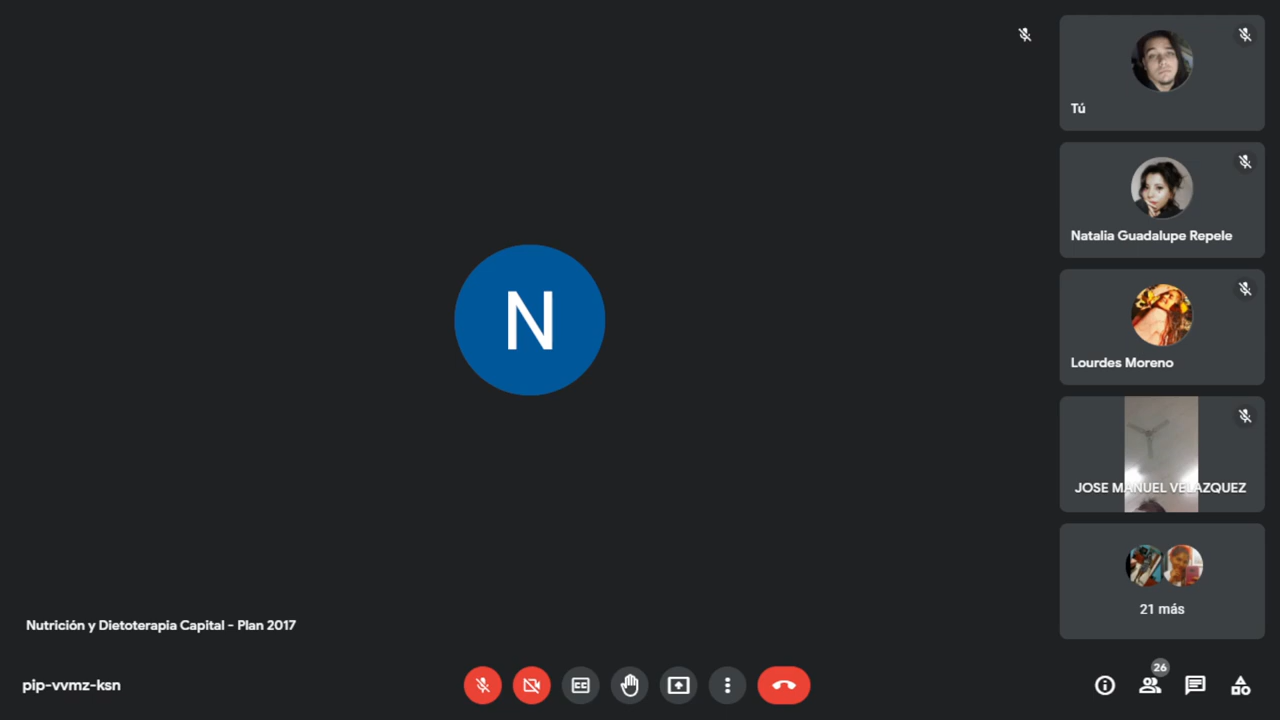 N
Tú
Natalia Guadalupe Repele
Lourdes Moreno
JOSE MANUEL VELAZQUEZ
21 más
Nutrición y Dietoterapia Capital - Plan 2017
pip-vvmz-ksn
CC
26